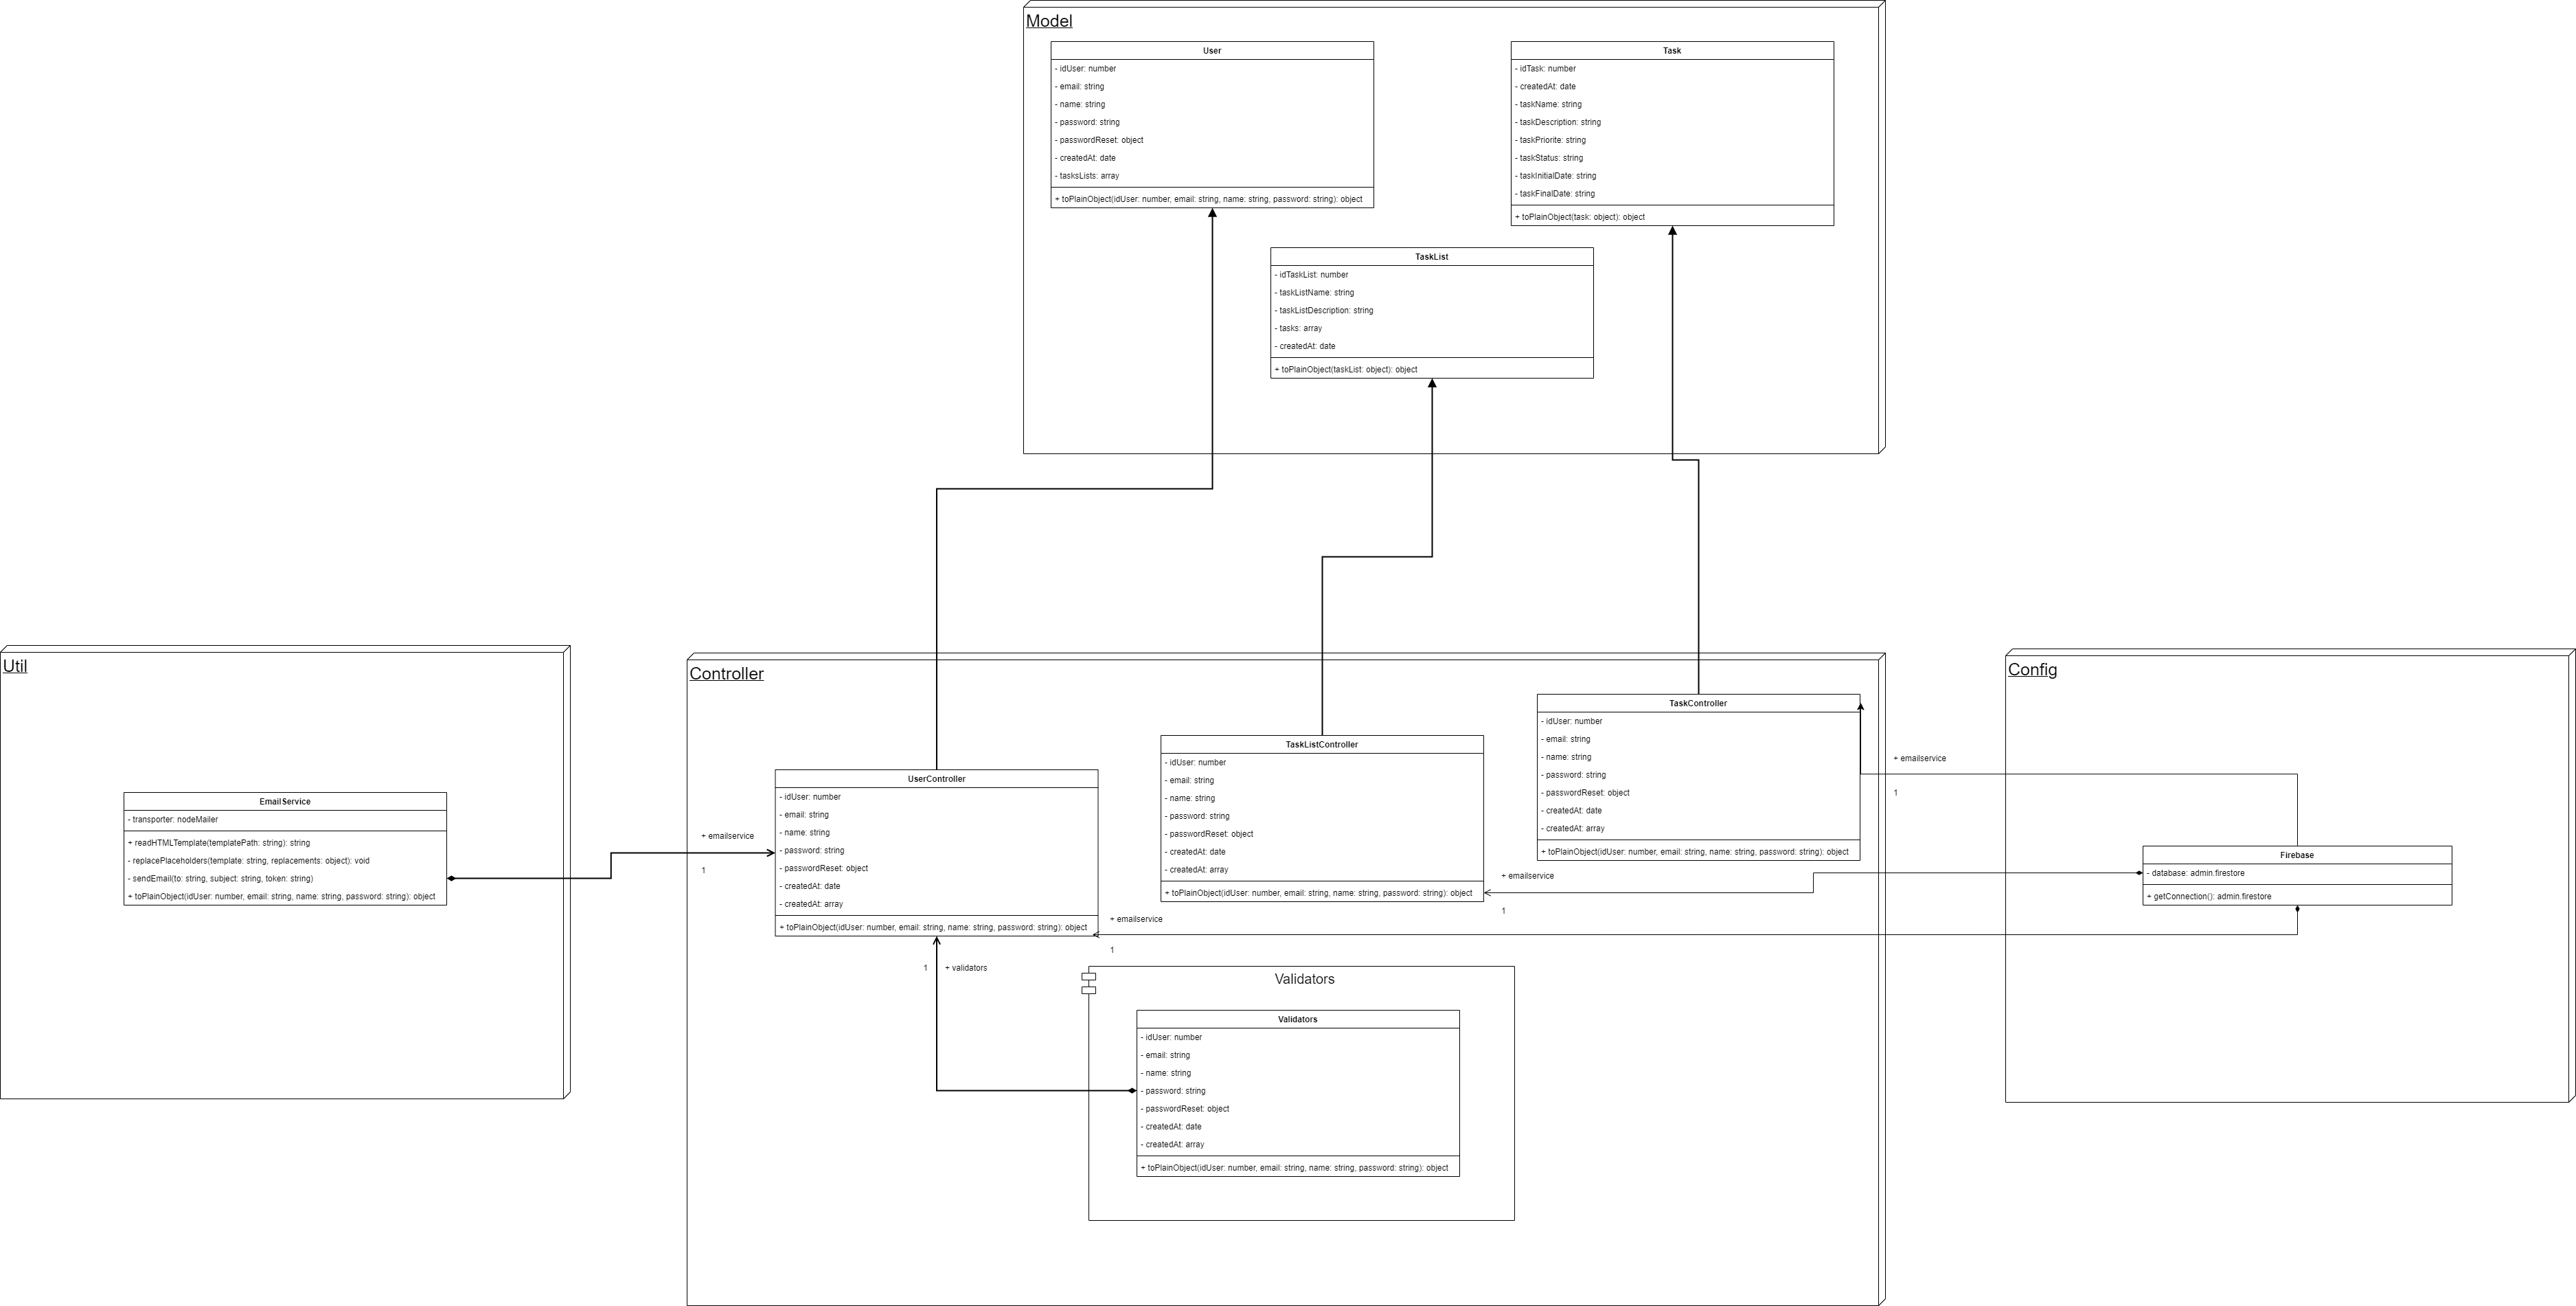 Model
User
- idUser: number
- email: string
- name: string
- password: string
- passwordReset: object
- createdAt: date
- tasksLists: array
+ toPlainObject(idUser: number, email: string, name: string, password: string): object
Task
- idTask: number
- createdAt: date
- taskName: string
- taskDescription: string
- taskPriorite: string
- taskStatus: string
- taskInitialDate: string
- taskFinalDate: string
+ toPlainObject(task: object): object
TaskList
- idTaskList: number
- taskListName: string
- taskListDescription: string
- tasks: array
- createdAt: date
+ toPlainObject(taskList: object): object
Util
EmailService
- transporter: nodeMailer
+ readHTMLTemplate(templatePath: string): string
- replacePlaceholders(template: string, replacements: object): void
- sendEmail(to: string, subject: string, token: string)
+ toPlainObject(idUser: number, email: string, name: string, password: string): object
+ emailservice
1
Controller
UserController
- idUser: number
- email: string
- name: string
- password: string
- passwordReset: object
- createdAt: date
- createdAt: array
+ toPlainObject(idUser: number, email: string, name: string, password: string): object
1
+ validators
TaskListController
- idUser: number
- email: string
- name: string
- password: string
- passwordReset: object
- createdAt: date
- createdAt: array
+ toPlainObject(idUser: number, email: string, name: string, password: string): object
TaskController
- idUser: number
- email: string
- name: string
- password: string
- passwordReset: object
- createdAt: date
- createdAt: array
+ toPlainObject(idUser: number, email: string, name: string, password: string): object
+ emailservice
1
+ emailservice
1
+ emailservice
1
Validators
Validators
- idUser: number
- email: string
- name: string
- password: string
- passwordReset: object
- createdAt: date
- createdAt: array
+ toPlainObject(idUser: number, email: string, name: string, password: string): object
Config
Firebase
- database: admin.firestore
+ getConnection(): admin.firestore